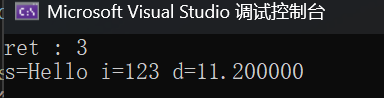 Microsoft Visual Studio 调试控制台
ret : 3
s=Hello i=123 d=11.200000